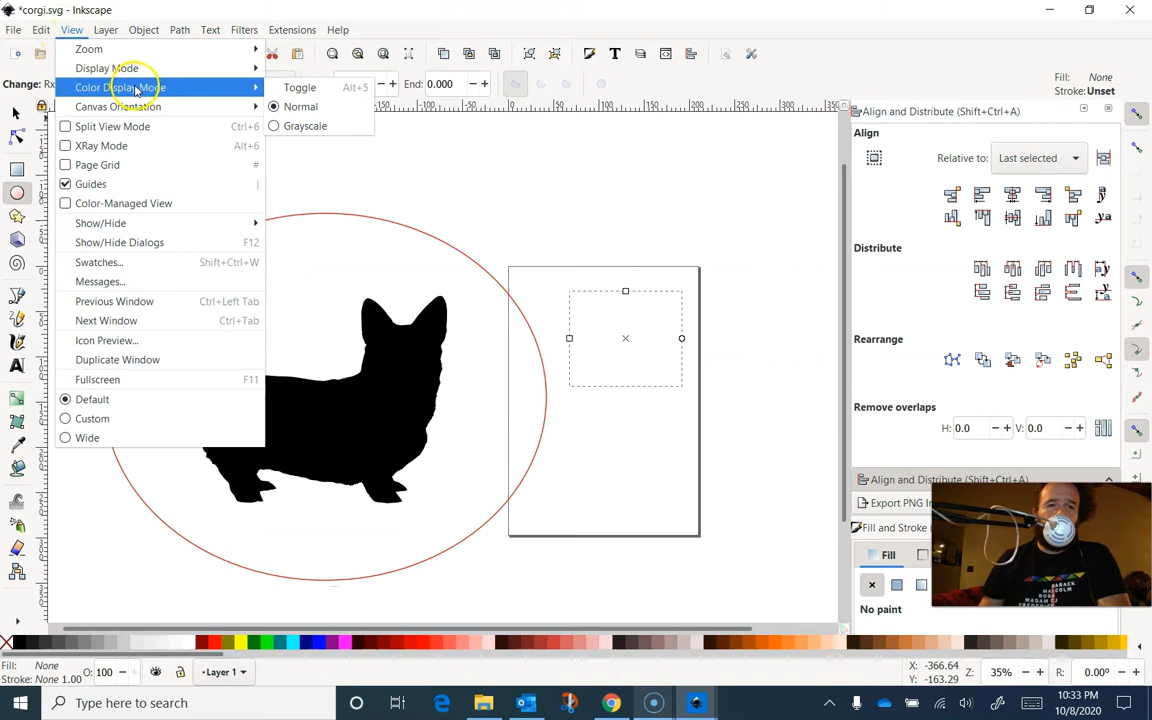 *corgi.svg - Inkscape
File Edit View Layer Object Path Text Filters Extensions Help
Zoom
Display Mode
Color Display Mode
Canvas Orientation
Split View Mode Ctrl+6
XRay Mode Alt+6
Page Grid #
Guides |
Color-Managed View
Show/Hide
Show/Hide Dialogs F12
Swatches... Shift+Ctrl+W
Messages...
Previous Window Ctrl+Left Tab
Next Window Ctrl+Tab
Icon Preview...
Duplicate Window
Fullscreen F11
Default
Custom
Wide
Toggle Alt+5
Normal
Grayscale
Change:
End: 0.000
Fill: None
Stroke: Unset
Align and Distribute (Shift+Ctrl+A)
Align
Relative to: Last selected
Distribute
Rearrange
Remove overlaps
H: 0.0 V: 0.0
Align and Distribute (Shift+Ctrl+A)
Export PNG
Fill and Stroke
Fill
No paint
BARACK
MALCOLM
ROSA
MADAM CJ
FREDERICK
Fill: None
Stroke: None 1.00
O: 100
Layer 1
X: -366.64
Y: -163.29
Z: 35%
R: 0.00°
Type here to search
10:33 PM
10/8/2020